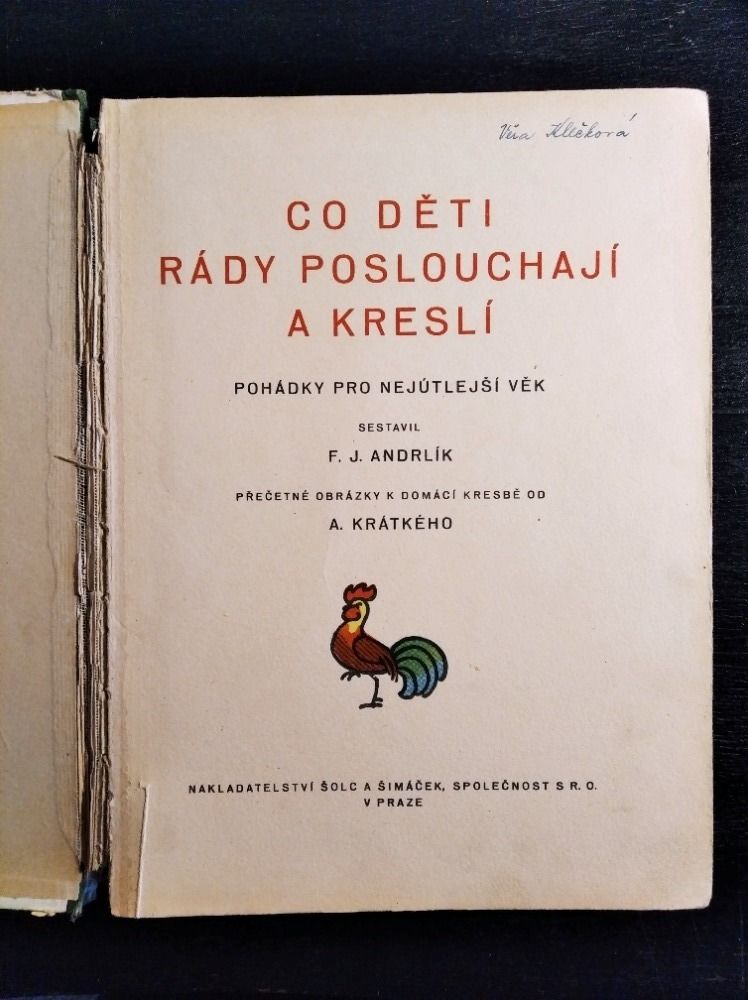 Věra Klečková
CO DĚTI
RÁDY POSLOUCHAJÍ
A KRESLÍ
POHÁDKY PRO NEJÚTLEJŠÍ VĚK
SESTAVIL
F. J. ANDRLÍK
PŘEČETNÉ OBRÁZKY K DOMÁCÍ KRESBĚ OD
A. KRÁTKÉHO
NAKLADATELSTVÍ ŠOLC A ŠIMÁČEK, SPOLEČNOST S R. O.
V PRAZE